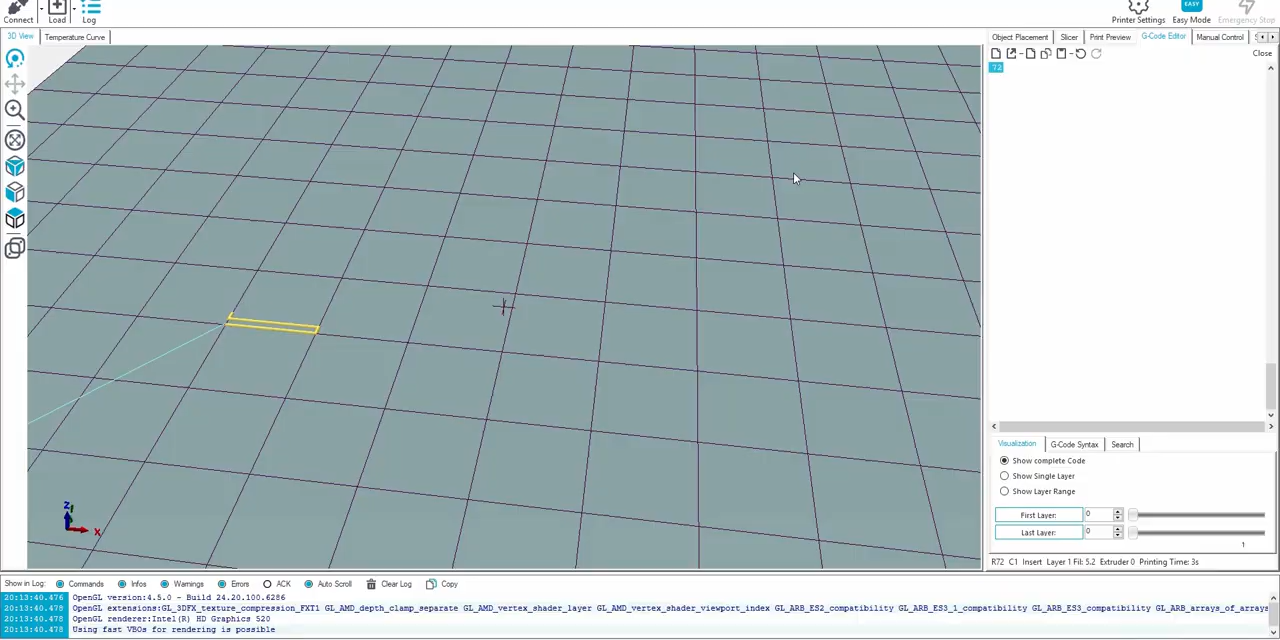 Connect Load Log Printer Settings Easy Mode Emergency Stop
EASY
3D View Temperature Curve Object Placement Slicer Print Preview G-Code Editor Manual Control
Close
72
Visualization G-Code Syntax Search
Show complete Code
Show Single Layer
Show Layer Range
First Layer: 0
Last Layer: 0
1
R72 C1 Insert Layer 1 Fil: 5.2 Extruder 0 Printing Time: 3s
Z
Y
X
Show in Log: Commands Infos Warnings Errors ACK Auto Scroll Clear Log Copy
20:13:40.476 OpenGL version:4.5.0 - Build 24.20.100.6286
20:13:40.478 OpenGL extensions:GL_3DFX_texture_compression_FXT1 GL_AMD_depth_clamp_separate GL_AMD_vertex_shader_layer GL_AMD_vertex_shader_viewport_index GL_ARB_ES2_compatibility GL_ARB_ES3_1_compatibility GL_ARB_ES3_compatibility GL_ARB_arrays_of_arrays
20:13:40.478 OpenGL renderer:Intel(R) HD Graphics 520
20:13:40.478 Using fast VBOs for rendering is possible